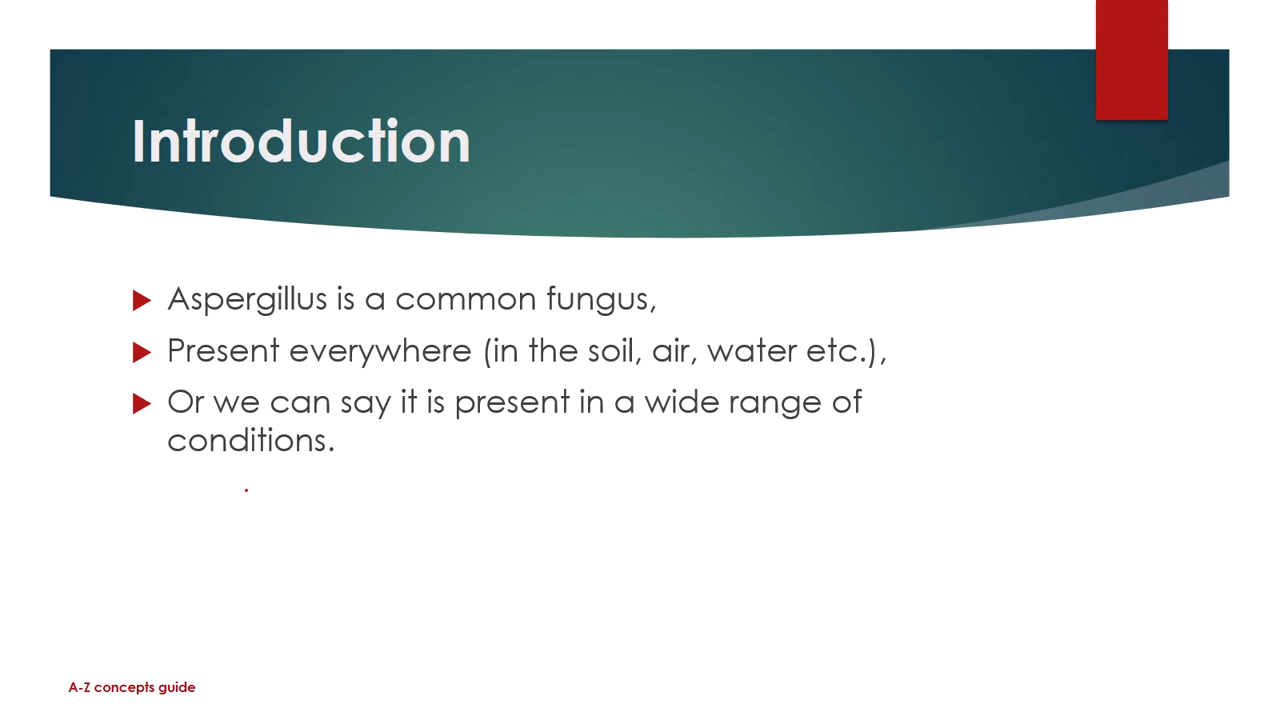 Introduction
Aspergillus is a common fungus,
Present everywhere (in the soil, air, water etc.),
Or we can say it is present in a wide range of
conditions.
A-Z concepts guide